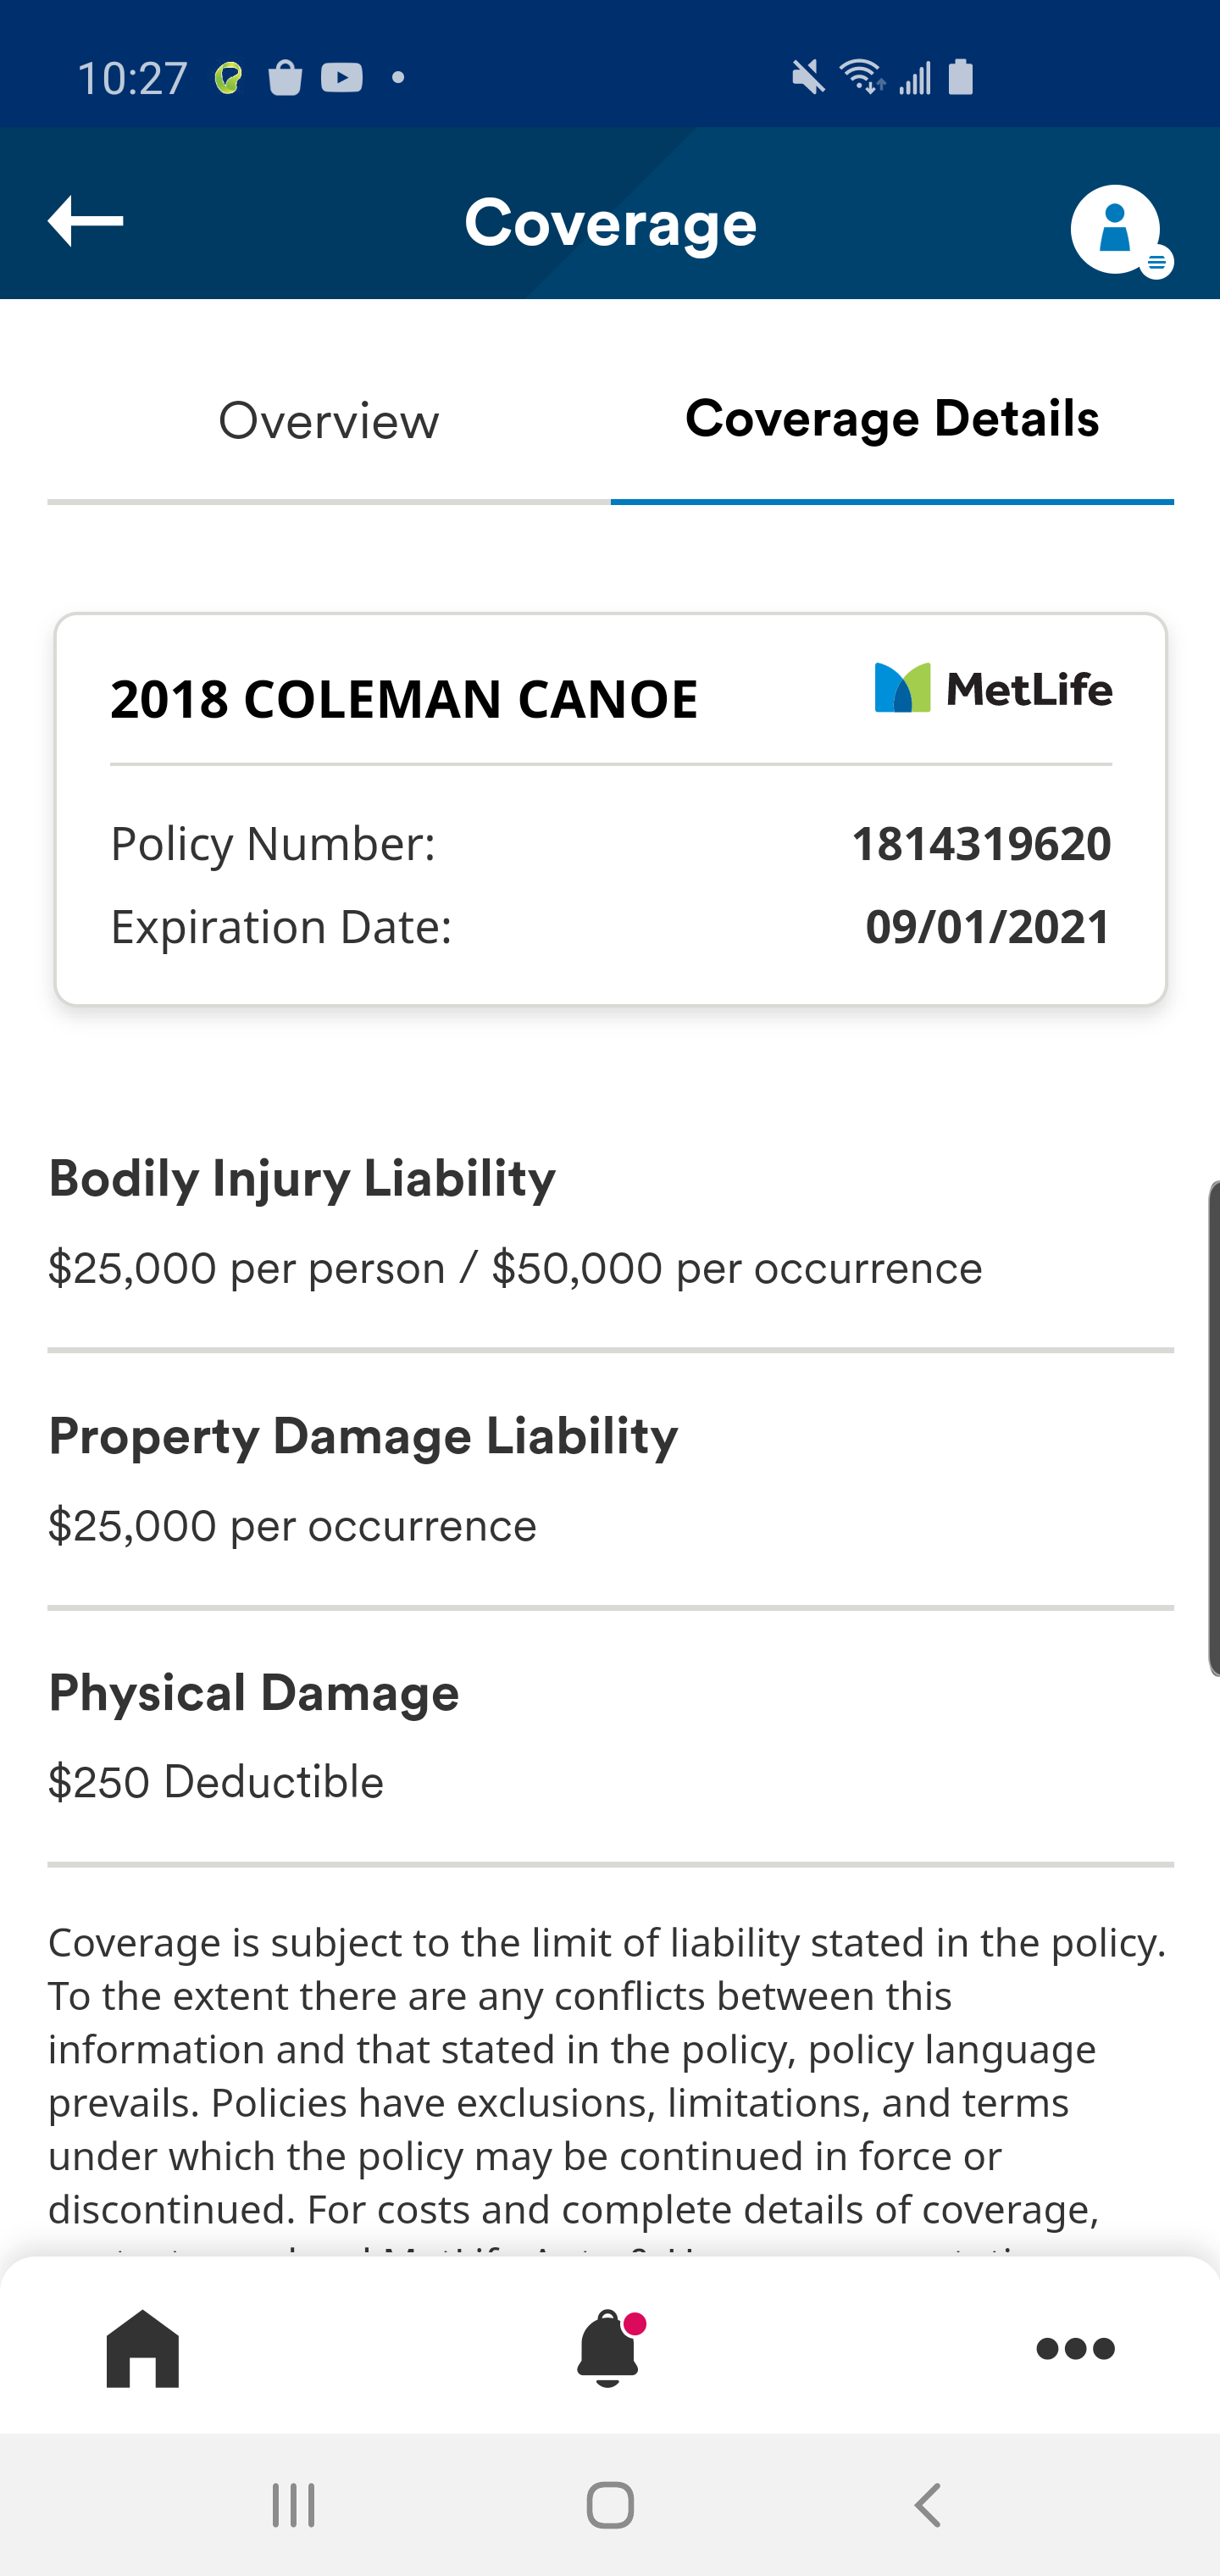 10:27
Coverage
Overview
Coverage Details
2018 COLEMAN CANOE
MetLife
Policy Number:
1814319620
Expiration Date:
09/01/2021
Bodily Injury Liability
$25,000 per person / $50,000 per occurrence
Property Damage Liability
$25,000 per occurrence
Physical Damage
$250 Deductible
Coverage is subject to the limit of liability stated in the policy.
To the extent there are any conflicts between this
information and that stated in the policy, policy language
prevails. Policies have exclusions, limitations, and terms
under which the policy may be continued in force or
discontinued. For costs and complete details of coverage,